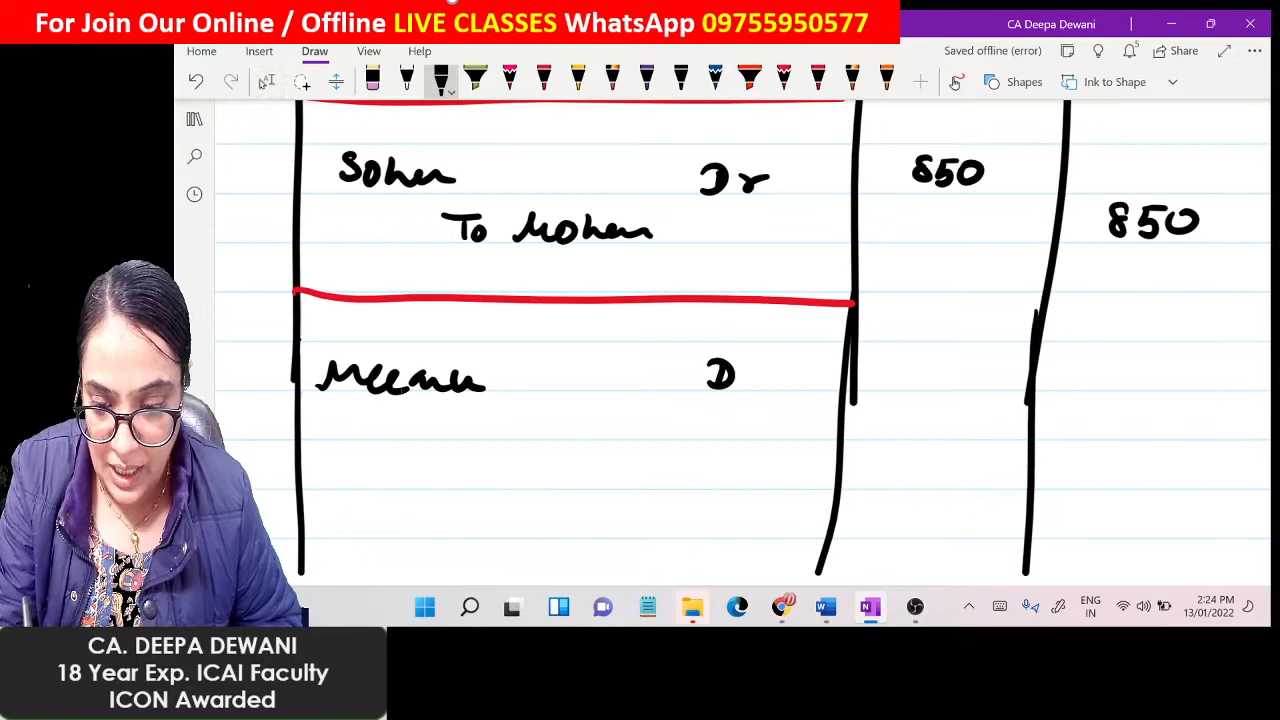 For Join Our Online / Offline LIVE CLASSES WhatsApp 09755950577
CA Deepa Dewani
Home Insert Draw View Help
Saved offline (error)
Share
Shapes
Ink to Shape
Sohan Dr 850
To Mohan 850
D
ENG
IN
2:24 PM
13/01/2022
CA. DEEPA DEWANI
18 Year Exp. ICAI Faculty
ICON Awarded